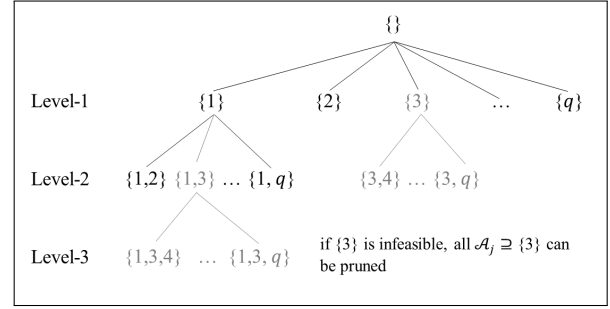 {}
Level-1 {1} {2} {3} … {q}
Level-2 {1,2} {1,3} … {1, q} {3,4} … {3, q}
Level-3 {1,3,4} … {1,3, q}
if {3} is infeasible, all 𝒜ⱼ ⊇ {3} can
be pruned